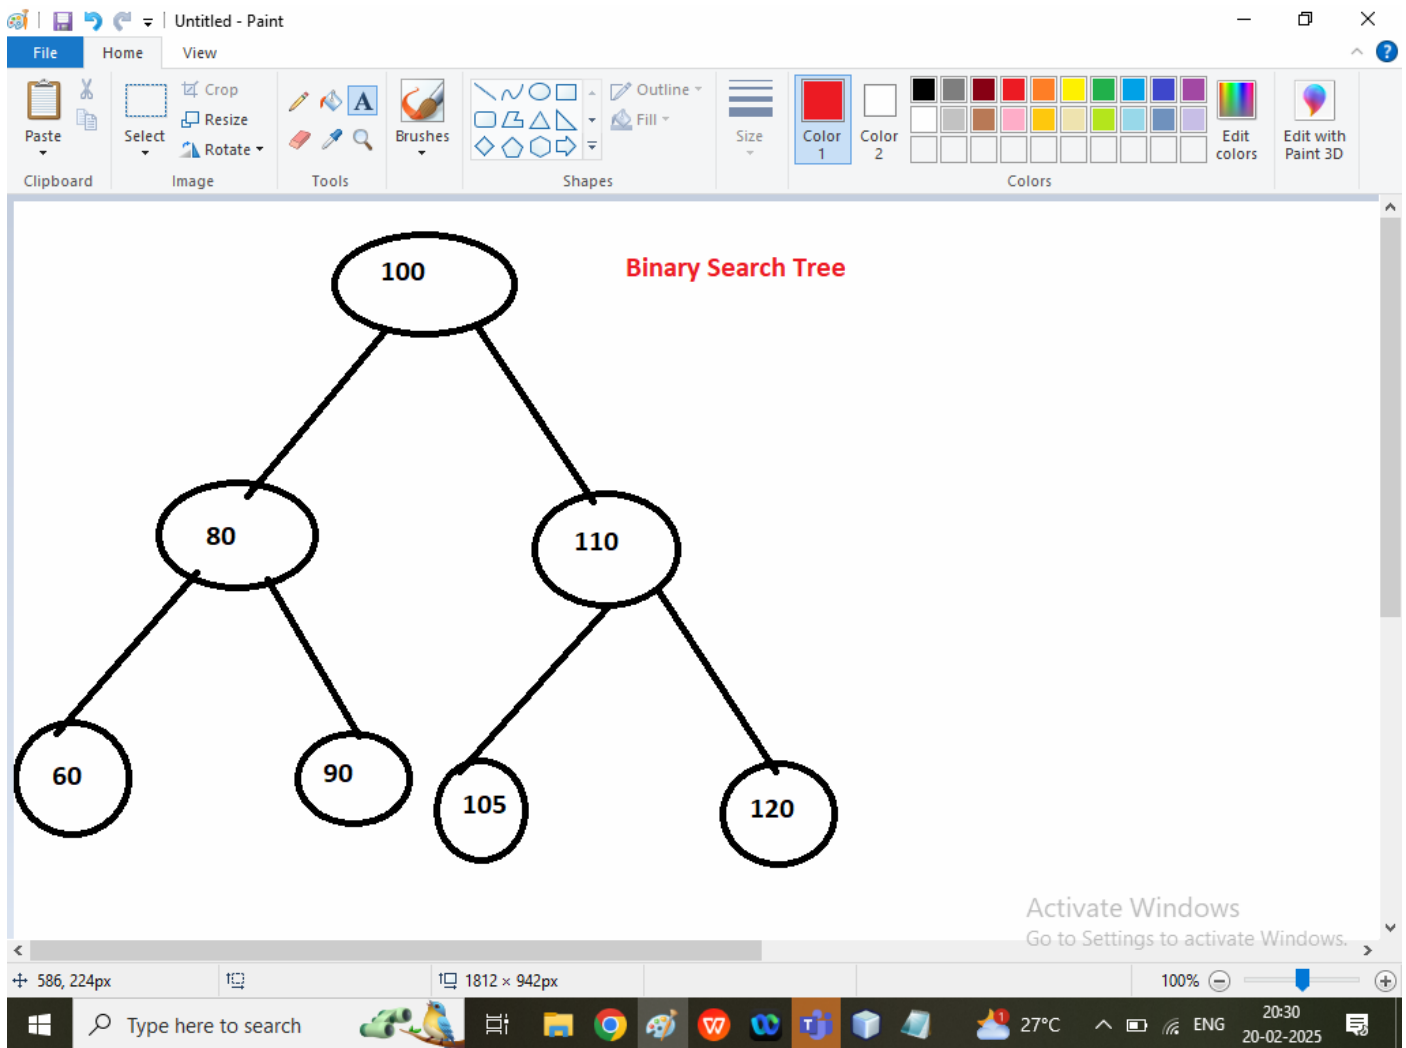 Untitled - Paint
File Home View
Paste
Clipboard
Select
Crop
Resize
Rotate
Image
A
Tools
Brushes
Outline
Fill
Shapes
Size
Color 1
Color 2
Edit colors
Edit with Paint 3D
Colors
100
Binary Search Tree
80
110
60
90
105
120
Activate Windows
Go to Settings to activate Windows.
586, 224px
1812 × 942px
100%
Type here to search
1
27°C
ENG
20:30
20-02-2025